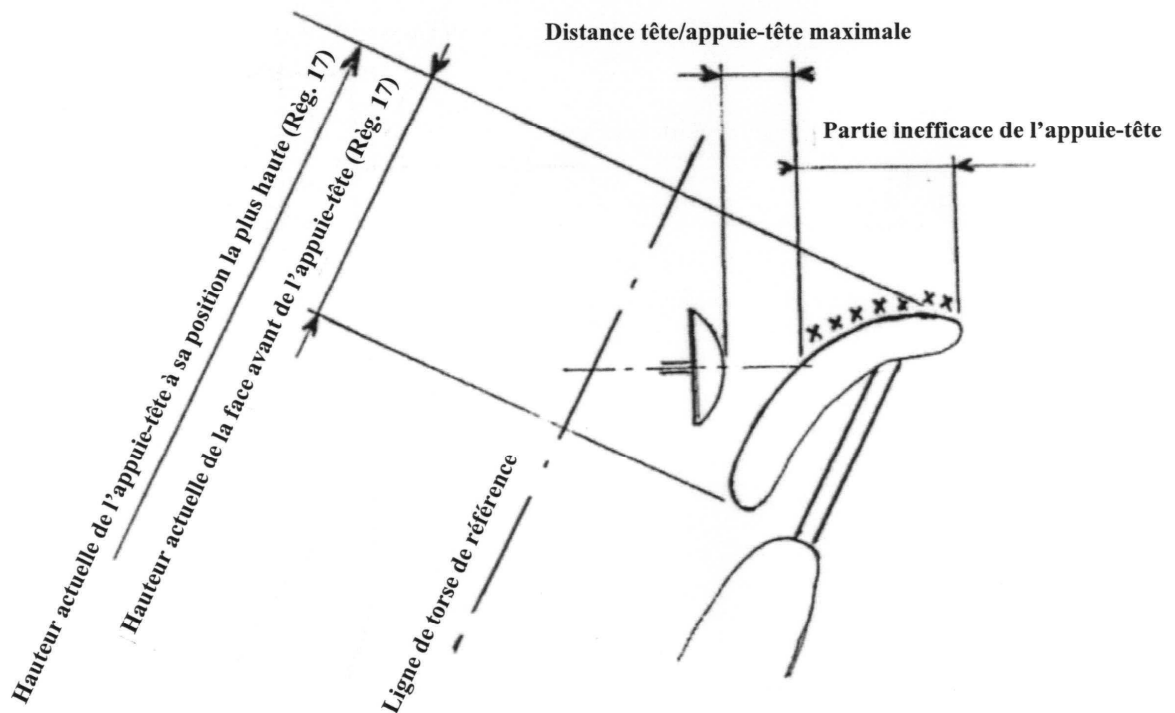 Distance tête/appuie-tête maximale
Partie inefficace de l'appuie-tête
Hauteur actuelle de l'appuie-tête à sa position la plus haute (Règ. 17)
Hauteur actuelle de la face avant de l'appuie-tête (Règ. 17)
Ligne de torse de référence